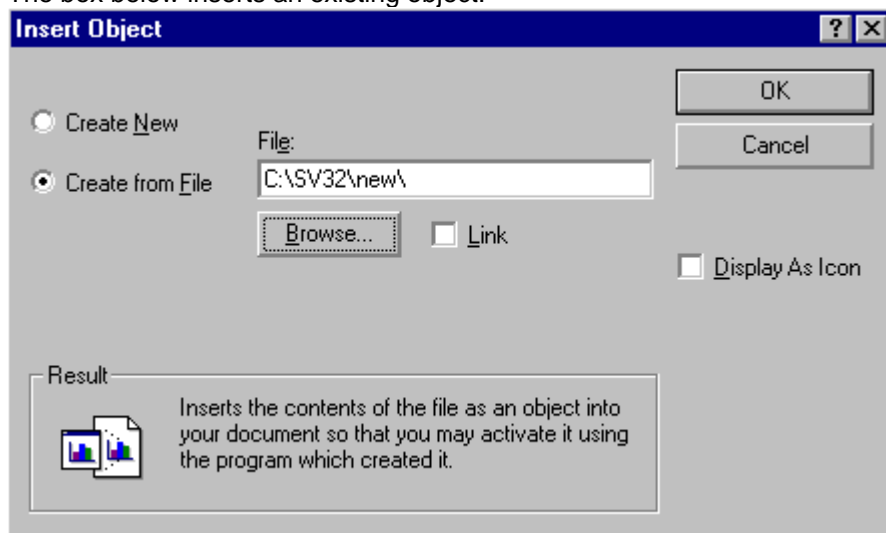 The box below inserts an existing object.
Insert Object
OK
Create New
File:
Cancel
Create from File
C:\SV32\new\
Browse...
Link
Display As Icon
Result
Inserts the contents of the file as an object into
your document so that you may activate it using
the program which created it.